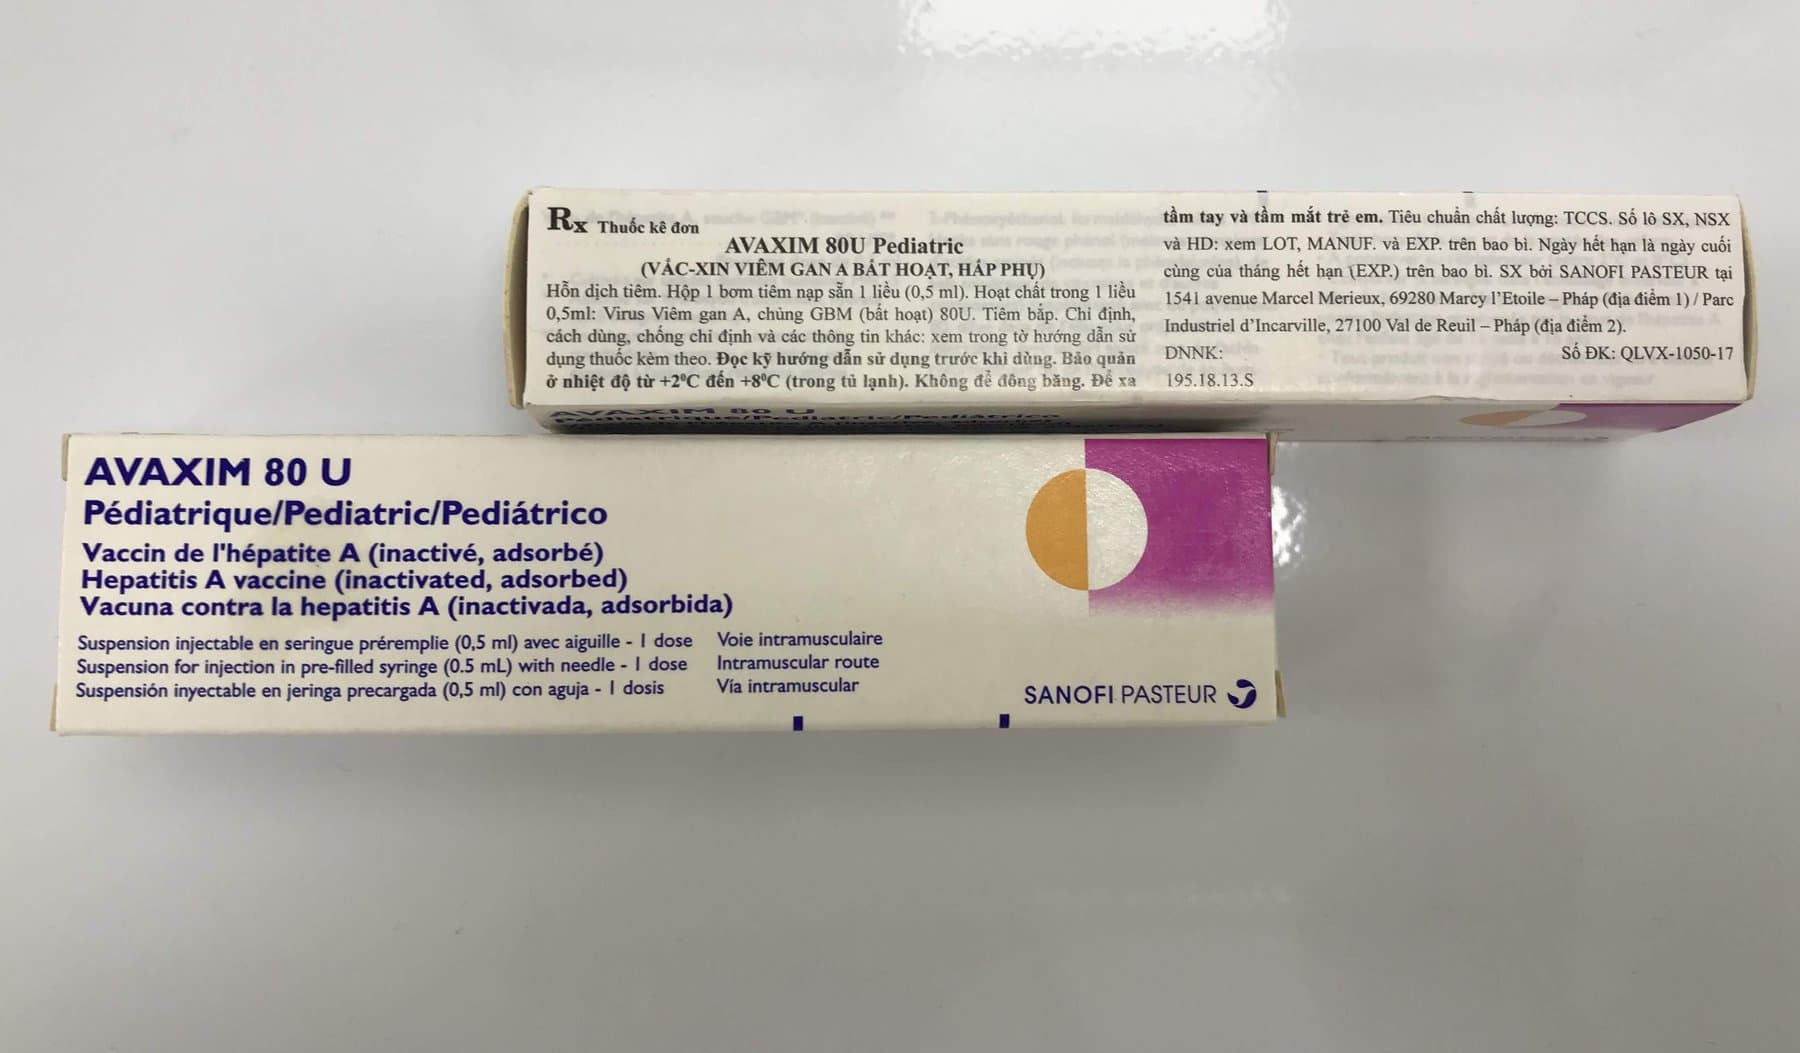 Rx Thuốc kê đơn
AVAXIM 80U Pediatric
(VẮC-XIN VIÊM GAN A BẤT HOẠT, HẤP PHỤ)
Hỗn dịch tiêm. Hộp 1 bơm tiêm nạp sẵn 1 liều (0,5 ml). Hoạt chất trong 1 liều
0,5ml: Virus Viêm gan A, chủng GBM (bất hoạt) 80U. Tiêm bắp. Chỉ định,
cách dùng, chống chỉ định và các thông tin khác: xem trong tờ hướng dẫn sử
dụng thuốc kèm theo. Đọc kỹ hướng dẫn sử dụng trước khi dùng. Bảo quản
ở nhiệt độ từ +2⁰C đến +8⁰C (trong tủ lạnh). Không để đông băng. Để xa
tầm tay và tầm mắt trẻ em. Tiêu chuẩn chất lượng: TCCS. Số lô SX, NSX
và HD: xem LOT, MANUF. và EXP. trên bao bì. Ngày hết hạn là ngày cuối
cùng của tháng hết hạn (EXP.) trên bao bì. SX bởi SANOFI PASTEUR tại
1541 avenue Marcel Merieux, 69280 Marcy l'Etoile – Pháp (địa điểm 1) / Parc
Industriel d'Incarville, 27100 Val de Reuil – Pháp (địa điểm 2).
DNNK: Số ĐK: QLVX-1050-17
195.18.13.S
AVAXIM 80 U
Pédiatrique/Pediatric/Pediátrico
AVAXIM 80 U
Pédiatrique/Pediatric/Pediátrico
Vaccin de l'hépatite A (inactivé, adsorbé)
Hepatitis A vaccine (inactivated, adsorbed)
Vacuna contra la hepatitis A (inactivada, adsorbida)
Suspension injectable en seringue préremplie (0,5 ml) avec aiguille - 1 dose Voie intramusculaire
Suspension for injection in pre-filled syringe (0.5 mL) with needle - 1 dose Intramuscular route
Suspensión inyectable en jeringa precargada (0,5 ml) con aguja - 1 dosis Vía intramuscular
SANOFI PASTEUR